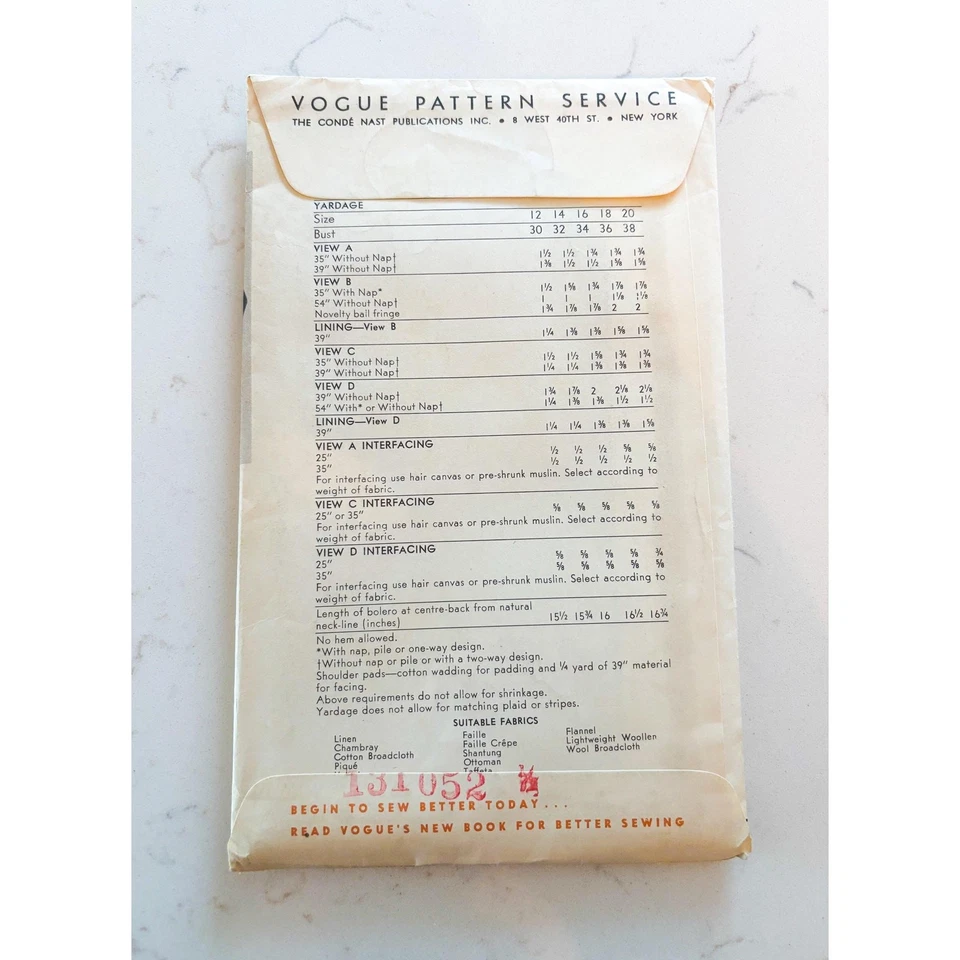 VOGUE PATTERN SERVICE
THE CONDÉ NAST PUBLICATIONS INC. • 8 WEST 40TH ST. • NEW YORK
YARDAGE
Size 12 14 16 18 20
Bust 30 32 34 36 38
VIEW A
35" Without Nap† 1½ 1½ 1¾ 1¾ 1¾
39" Without Nap† 1⅜ 1½ 1½ 1⅝ 1⅝
VIEW B
35" With Nap* 1½ 1⅝ 1¾ 1⅞ 1⅞
54" Without Nap† 1 1 1 1⅛ 1⅛
Novelty ball fringe 1¾ 1⅞ 1⅞ 2 2
LINING—View B
39" 1¼ 1⅜ 1⅜ 1⅝ 1⅝
VIEW C
35" Without Nap† 1½ 1½ 1⅝ 1¾ 1¾
39" Without Nap† 1¼ 1¼ 1⅜ 1⅜ 1⅜
VIEW D
39" Without Nap† 1¾ 1⅞ 2 2⅛ 2⅛
54" With* or Without Nap† 1¼ 1⅜ 1⅜ 1½ 1½
LINING—View D
39" 1¼ 1¼ 1⅜ 1⅜ 1⅝
VIEW A INTERFACING
25" ½ ½ ½ ⅝ ⅝
35" ½ ½ ½ ½ ½
For interfacing use hair canvas or pre-shrunk muslin. Select according to
weight of fabric.
VIEW C INTERFACING
25" or 35" ⅝ ⅝ ⅝ ⅝ ⅝
For interfacing use hair canvas or pre-shrunk muslin. Select according to
weight of fabric.
VIEW D INTERFACING
25" ⅝ ⅝ ⅝ ⅝ ¾
35" ⅝ ⅝ ⅝ ⅝ ⅝
For interfacing use hair canvas or pre-shrunk muslin. Select according to
weight of fabric.
Length of bolero at centre-back from natural
neck-line (inches) 15½ 15¾ 16 16½ 16¾
No hem allowed.
*With nap, pile or one-way design.
†Without nap or pile or with a two-way design.
Shoulder pads—cotton wadding for padding and ¼ yard of 39" material
for facing.
Above requirements do not allow for shrinkage.
Yardage does not allow for matching plaid or stripes.
SUITABLE FABRICS
Linen
Chambray
Cotton Broadcloth
Piqué
Faille
Faille Crêpe
Shantung
Ottoman
Taffeta
Flannel
Lightweight Woollen
Wool Broadcloth
131052
BEGIN TO SEW BETTER TODAY...
READ VOGUE'S NEW BOOK FOR BETTER SEWING